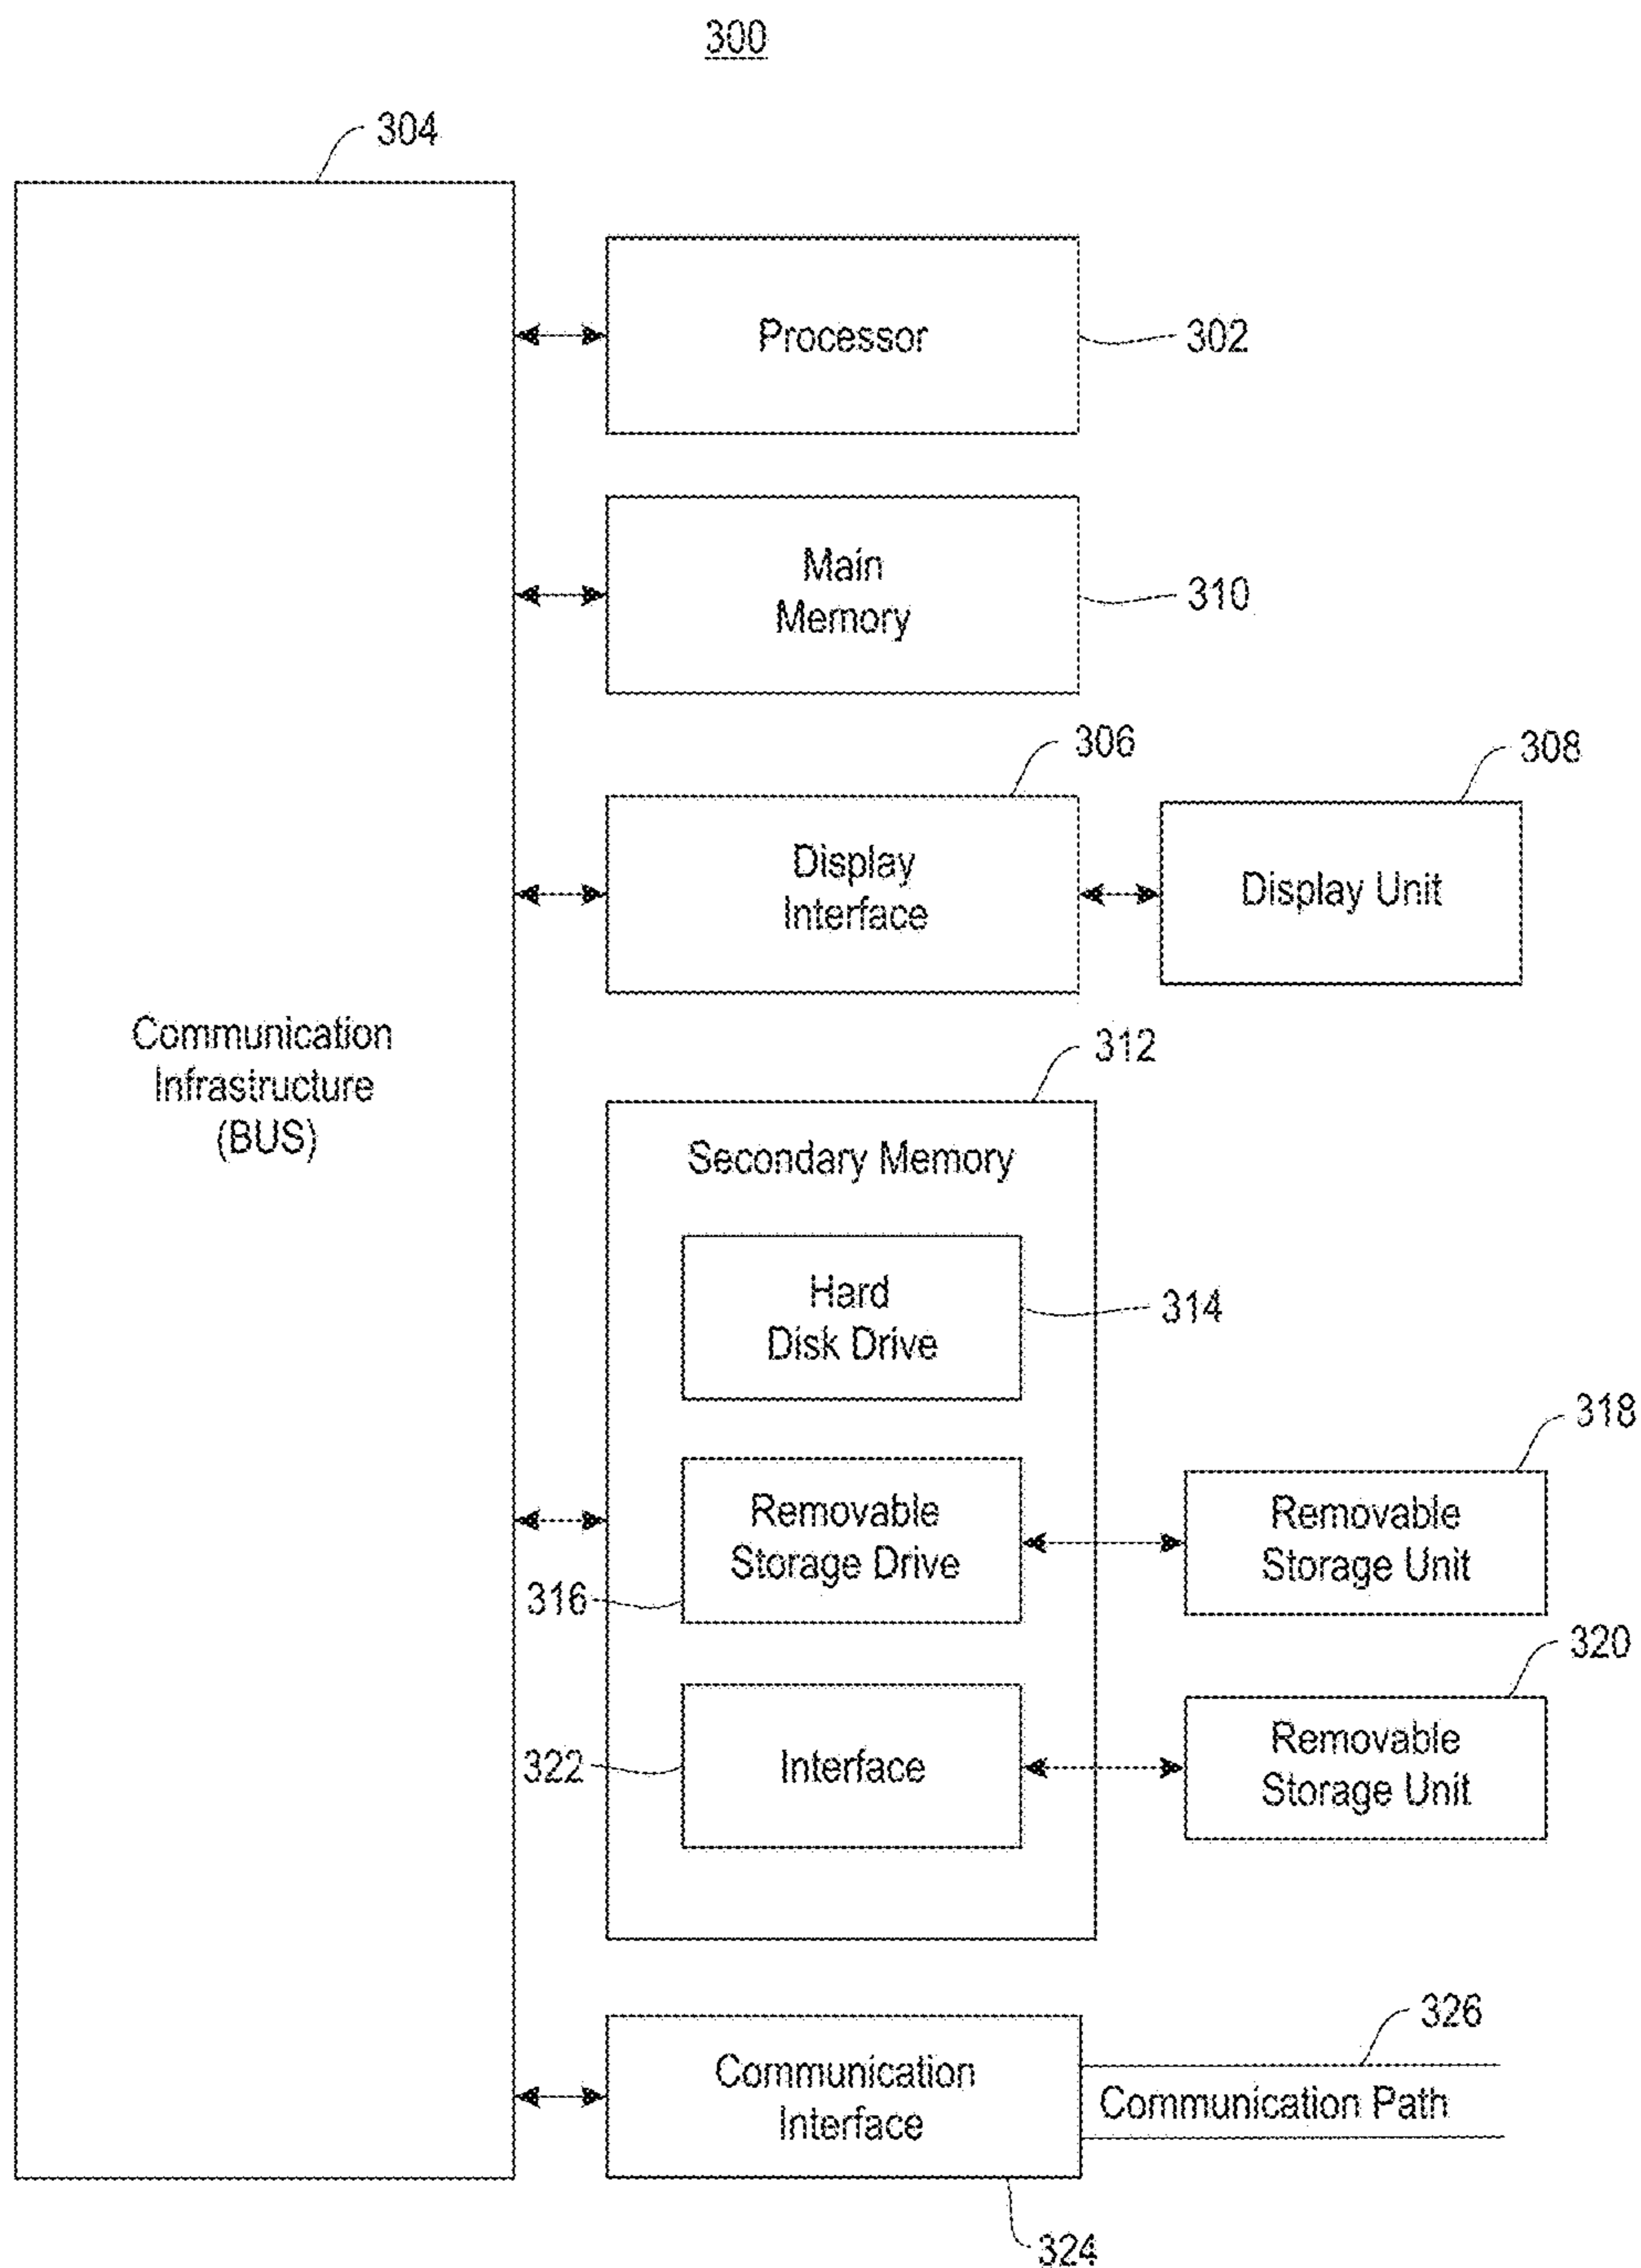 300
304
Processor
302
Main
Memory
310
306
308
Display
Interface
Display Unit
Communication
Infrastructure
(BUS)
312
Secondary Memory
Hard
Disk Drive
314
318
Removable
Storage Drive
316
Removable
Storage Unit
320
Interface
322
Removable
Storage Unit
326
Communication
Interface
Communication Path
324